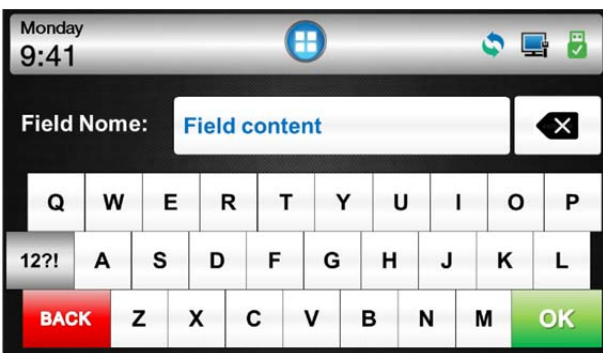 Monday
9:41
Field Nome: Field content
Q W E R T Y U I O P
12?! A S D F G H J K L
BACK Z X C V B N M OK